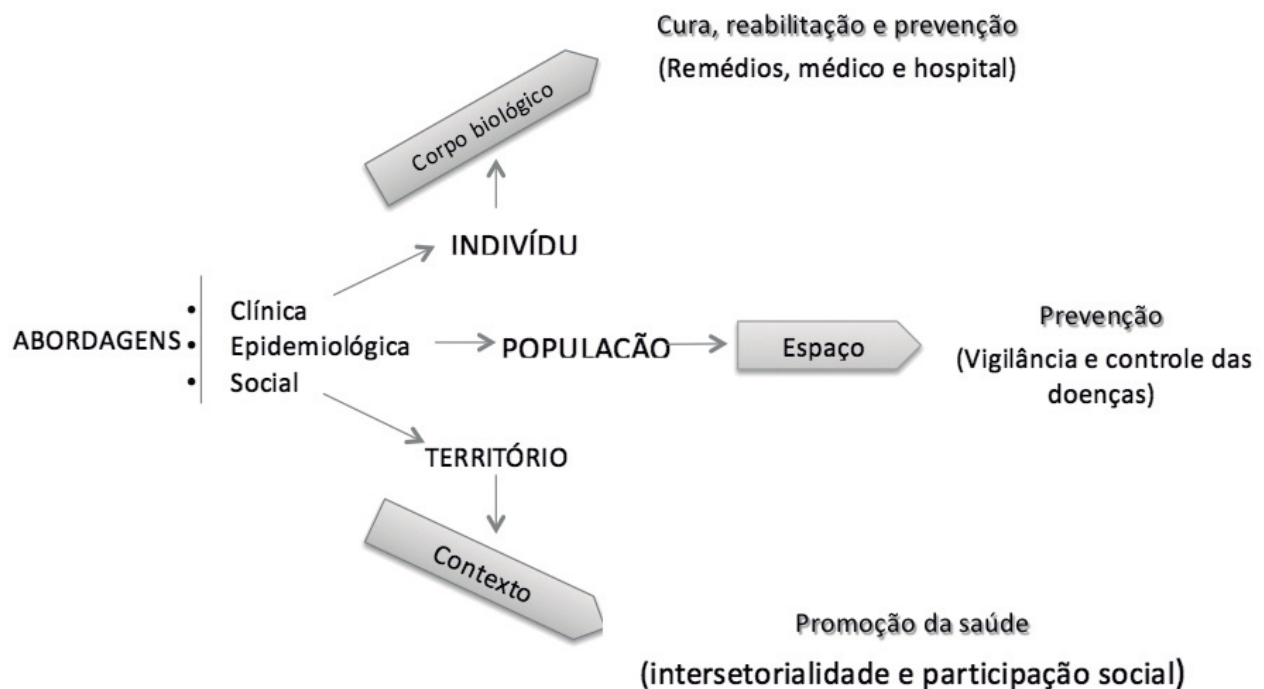 Cura, reabilitação e prevenção
(Remédios, médico e hospital)
Corpo biológico
INDIVÍDU
ABORDAGENS
• Clínica
• Epidemiológica
• Social
POPULACÃO
Espaço
Prevenção
(Vigilância e controle das
doenças)
TERRITÓRIO
Contexto
Promoção da saúde
(intersetorialidade e participação social)